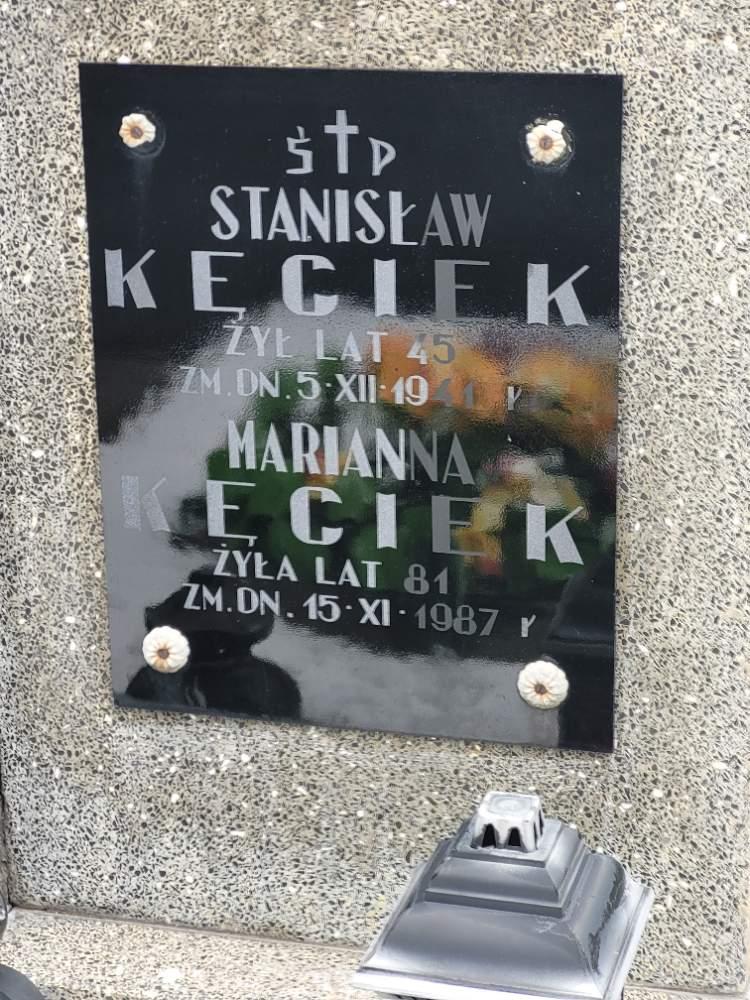 Ś † P
STANISŁAW
KĘCIEK
ŻYŁ LAT 45
ZM. DN. 5·XII·1941 r
MARIANNA
KĘCIEK
ŻYŁA LAT 81
ZM. DN. 15·XI·1987 r